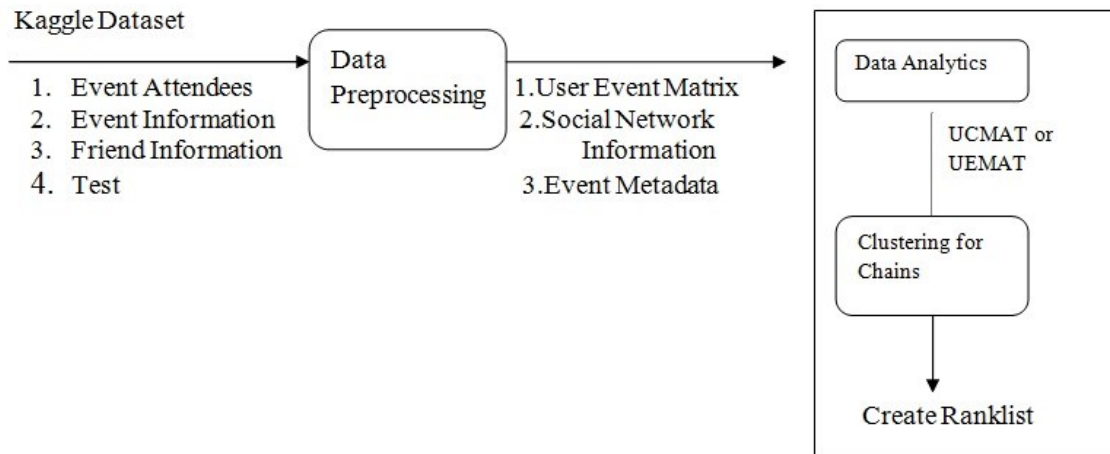 Kaggle Dataset
1. Event Attendees
2. Event Information
3. Friend Information
4. Test
Data
Preprocessing
1.User Event Matrix
2.Social Network
Information
3.Event Metadata
Data Analytics
UCMAT or
UEMAT
Clustering for
Chains
Create Ranklist